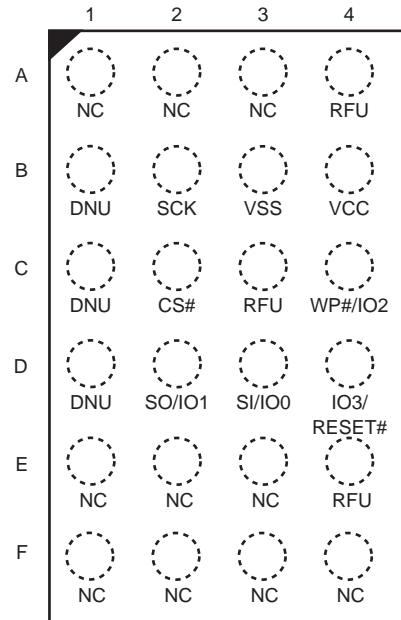 1 2 3 4
A
NC NC NC RFU
B
DNU SCK VSS VCC
C
DNU CS# RFU WP#/IO2
D
DNU SO/IO1 SI/IO0 IO3/
RESET#
E
NC NC NC RFU
F
NC NC NC NC